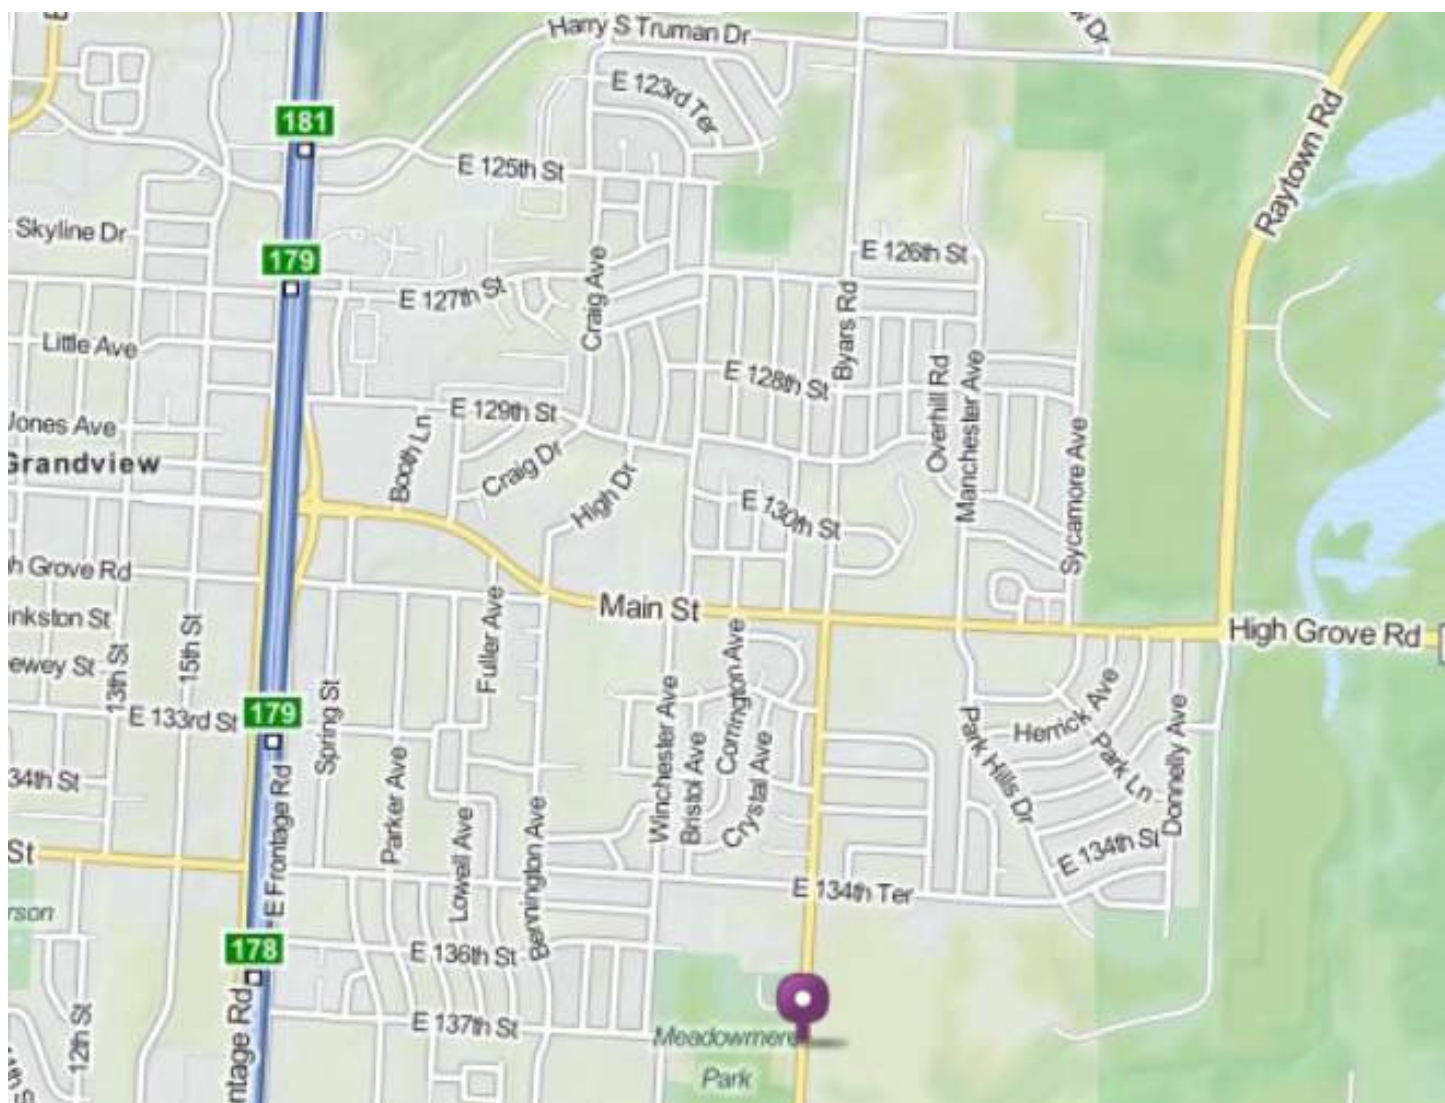 Harry S Truman Dr
w Dr
E 123rd Ter
Raytown Rd
181
E 125th St
Skyline Dr
179
E 126th St
E 127th St
Craig Ave
Byars Rd
Little Ave
E 128th St
Overhill Rd
Manchester Ave
Jones Ave
E 129th St
Booth Ln
Craig Dr
High Dr
Grandview
Sycamore Ave
E 130th St
h Grove Rd
Main St
High Grove Rd
inkston St
15th St
Fuller Ave
ewey St
13th St
E 133rd St
179
Spring St
Winchester Ave
Corrington Ave
Bristol Ave
Crystal Ave
Herrick Ave
Park Hills Dr
Park Ln
Donnelly Ave
34th St
Parker Ave
E Frontage Rd
Lowell Ave
Bennington Ave
St
E 134th St
E 134th Ter
rson
178
E 136th St
E 137th St
12th St
ntage Rd
Meadowmere
Park